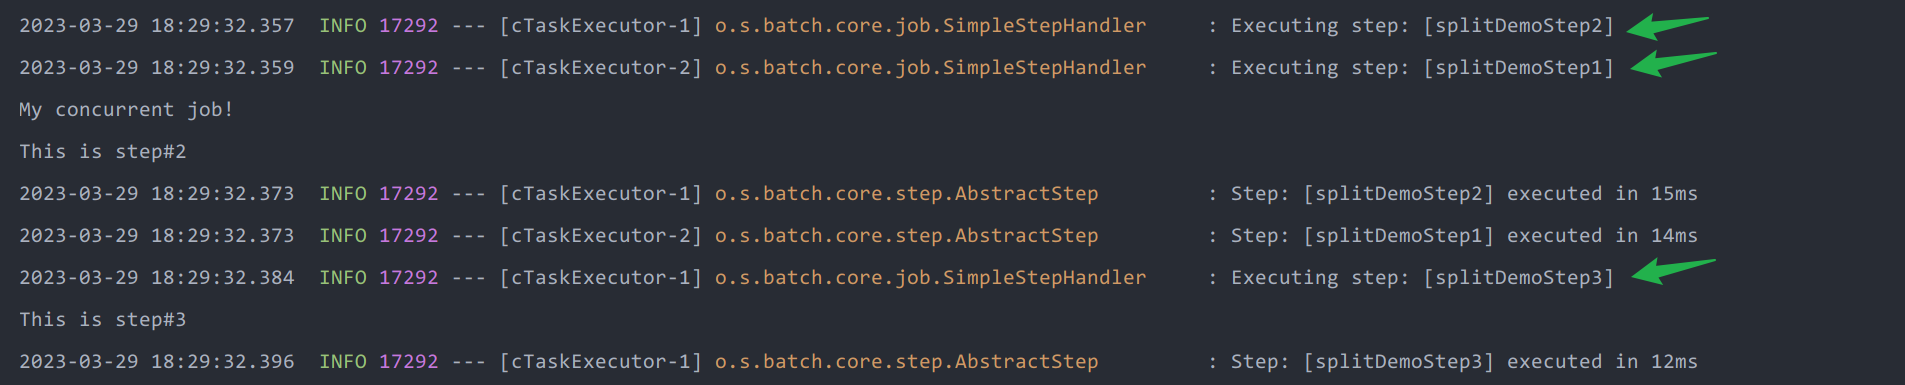 2023-03-29 18:29:32.357  INFO 17292 --- [cTaskExecutor-1] o.s.batch.core.job.SimpleStepHandler     : Executing step: [splitDemoStep2]
2023-03-29 18:29:32.359  INFO 17292 --- [cTaskExecutor-2] o.s.batch.core.job.SimpleStepHandler     : Executing step: [splitDemoStep1]
My concurrent job!
This is step#2
2023-03-29 18:29:32.373  INFO 17292 --- [cTaskExecutor-1] o.s.batch.core.step.AbstractStep         : Step: [splitDemoStep2] executed in 15ms
2023-03-29 18:29:32.373  INFO 17292 --- [cTaskExecutor-2] o.s.batch.core.step.AbstractStep         : Step: [splitDemoStep1] executed in 14ms
2023-03-29 18:29:32.384  INFO 17292 --- [cTaskExecutor-1] o.s.batch.core.job.SimpleStepHandler     : Executing step: [splitDemoStep3]
This is step#3
2023-03-29 18:29:32.396  INFO 17292 --- [cTaskExecutor-1] o.s.batch.core.step.AbstractStep         : Step: [splitDemoStep3] executed in 12ms